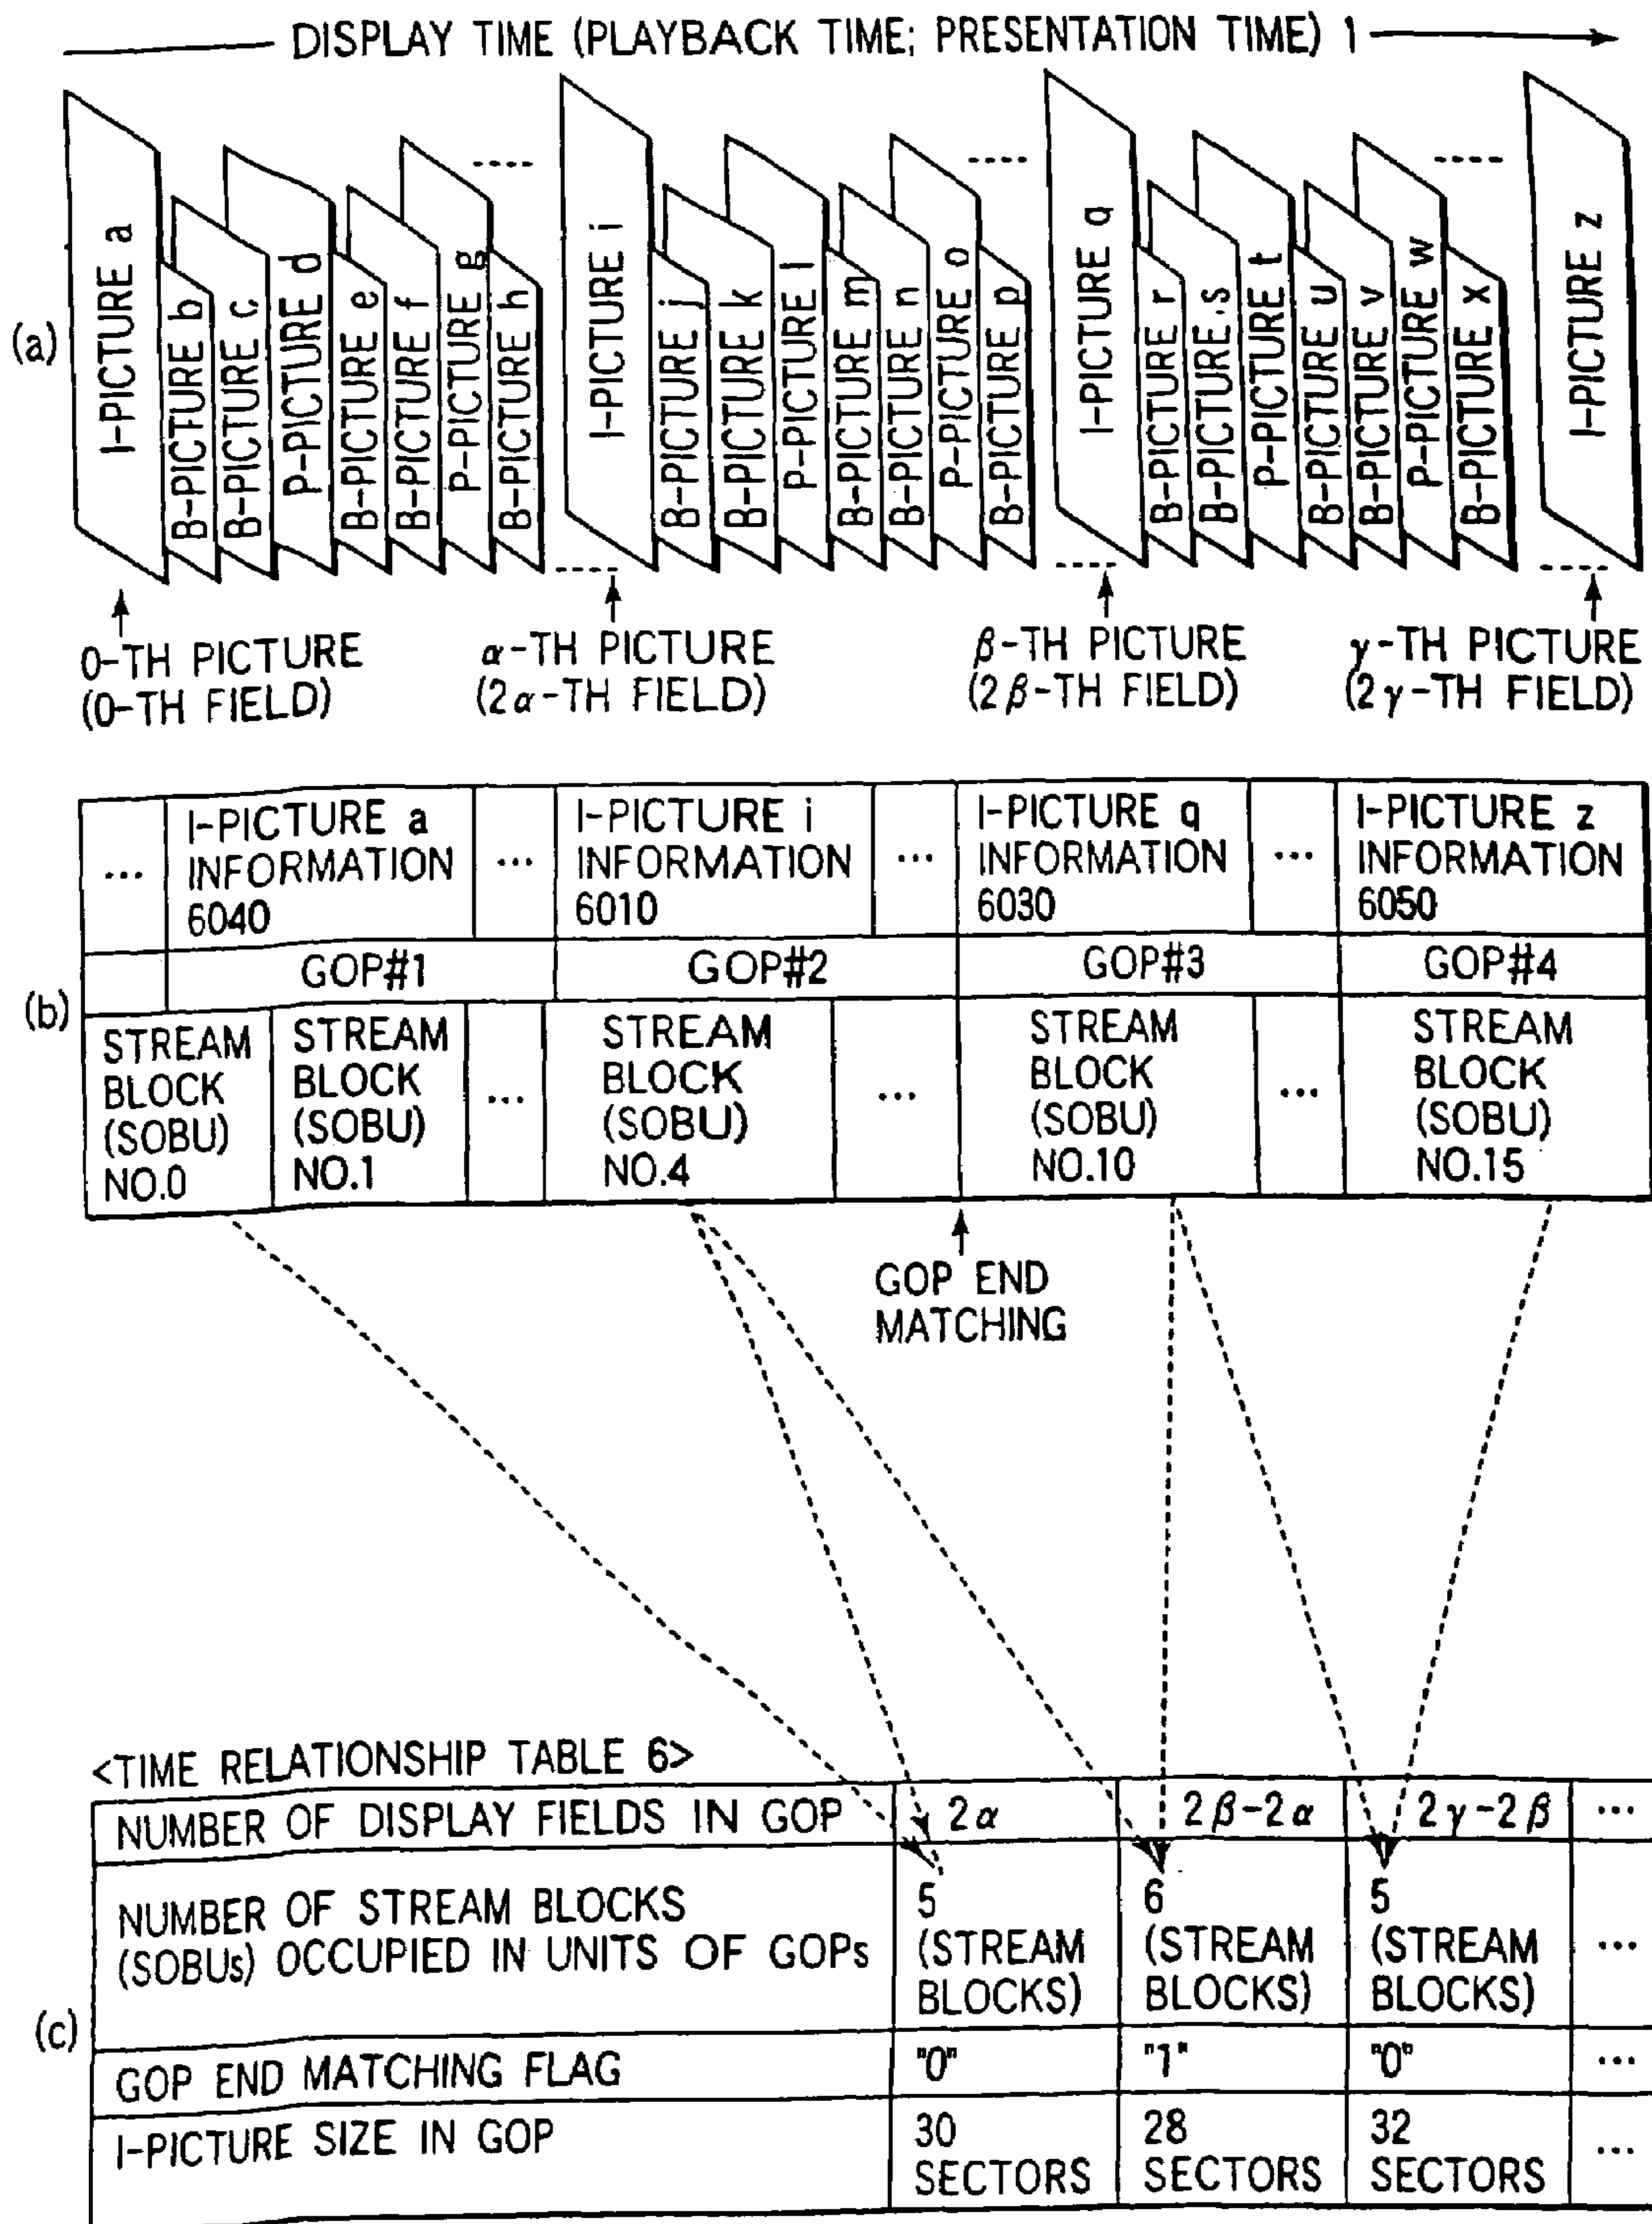 DISPLAY TIME (PLAYBACK TIME; PRESENTATION TIME) 1
(a)
I-PICTURE a
B-PICTURE b
B-PICTURE c
P-PICTURE d
B-PICTURE e
B-PICTURE f
P-PICTURE g
B-PICTURE h
I-PICTURE i
B-PICTURE j
B-PICTURE k
P-PICTURE l
B-PICTURE m
B-PICTURE n
P-PICTURE o
B-PICTURE p
I-PICTURE q
B-PICTURE r
B-PICTURE s
P-PICTURE t
B-PICTURE u
B-PICTURE v
P-PICTURE w
B-PICTURE x
I-PICTURE z
0-TH PICTURE
(0-TH FIELD)
α-TH PICTURE
(2α-TH FIELD)
β-TH PICTURE
(2β-TH FIELD)
γ-TH PICTURE
(2γ-TH FIELD)
(b)
...
I-PICTURE a
INFORMATION
6040
...
I-PICTURE i
INFORMATION
6010
...
I-PICTURE q
INFORMATION
6030
...
I-PICTURE z
INFORMATION
6050
GOP#1
GOP#2
GOP#3
GOP#4
STREAM
BLOCK
(SOBU)
NO.0
STREAM
BLOCK
(SOBU)
NO.1
...
STREAM
BLOCK
(SOBU)
NO.4
...
STREAM
BLOCK
(SOBU)
NO.10
...
STREAM
BLOCK
(SOBU)
NO.15
GOP END
MATCHING
<TIME RELATIONSHIP TABLE 6>
(c)
NUMBER OF DISPLAY FIELDS IN GOP
2α
2β-2α
2γ-2β
...
NUMBER OF STREAM BLOCKS
(SOBUs) OCCUPIED IN UNITS OF GOPs
5
(STREAM
BLOCKS)
6
(STREAM
BLOCKS)
5
(STREAM
BLOCKS)
...
GOP END MATCHING FLAG
"0"
"1"
"0"
...
I-PICTURE SIZE IN GOP
30
SECTORS
28
SECTORS
32
SECTORS
...